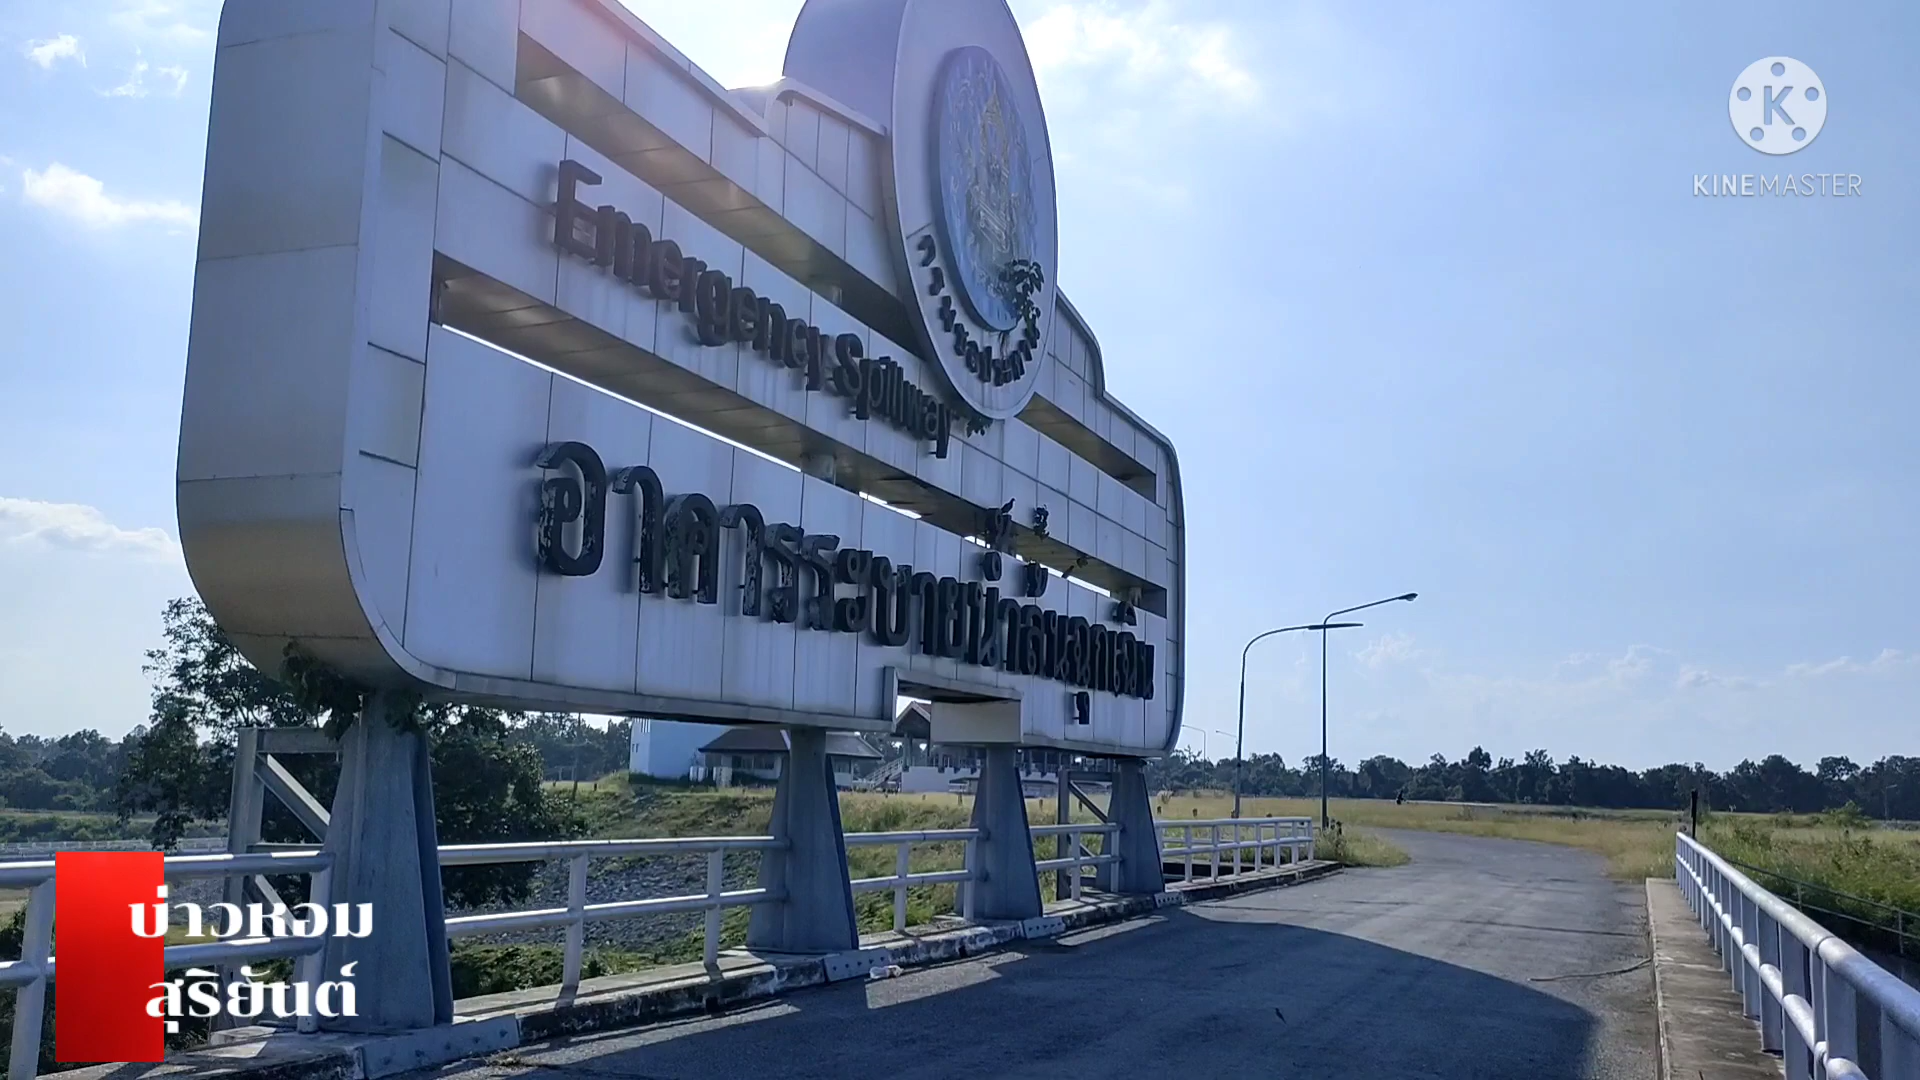 KINEMASTER
กรมชลประทาน
Emergency Spillway
อาคารระบายน้ำล้นฉุกเฉิน
บ่าวหอม
สุริยันต์